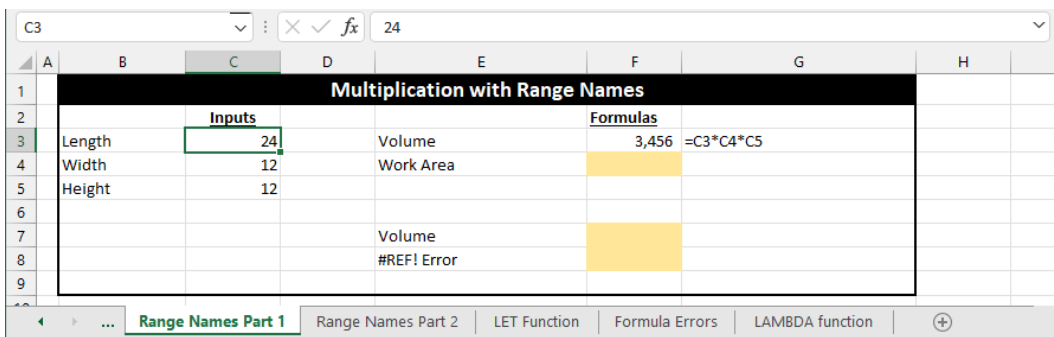 C3 fx 24
A B C D E F G H
1 Multiplication with Range Names
2 Inputs Formulas
3 Length 24 Volume 3,456 =C3*C4*C5
4 Width 12 Work Area
5 Height 12
6
7 Volume
8 #REF! Error
9
... Range Names Part 1 Range Names Part 2 LET Function Formula Errors LAMBDA function